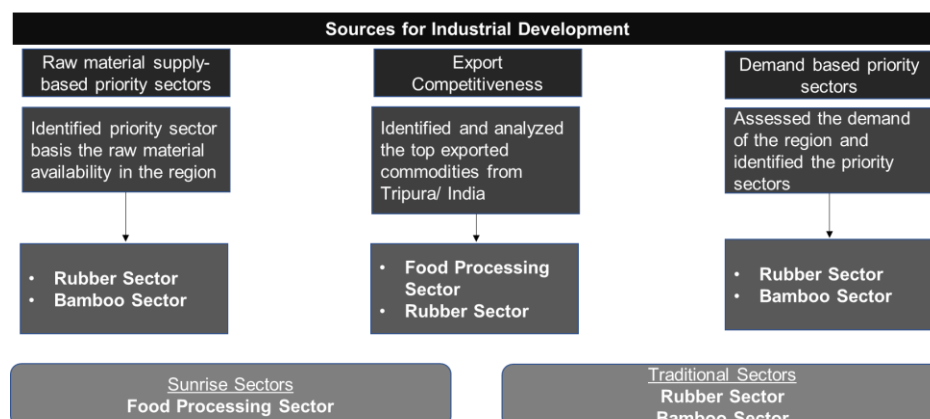 Sources for Industrial Development
Raw material supply-
based priority sectors
Identified priority sector
basis the raw material
availability in the region
• Rubber Sector
• Bamboo Sector
Export
Competitiveness
Identified and analyzed
the top exported
commodities from
Tripura/ India
• Food Processing
Sector
• Rubber Sector
Demand based priority
sectors
Assessed the demand
of the region and
identified the priority
sectors
• Rubber Sector
• Bamboo Sector
Sunrise Sectors
Food Processing Sector
Traditional Sectors
Rubber Sector
Bamboo Sector